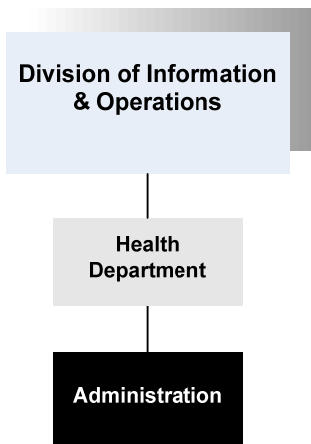 Division of Information
& Operations
Health
Department
Administration